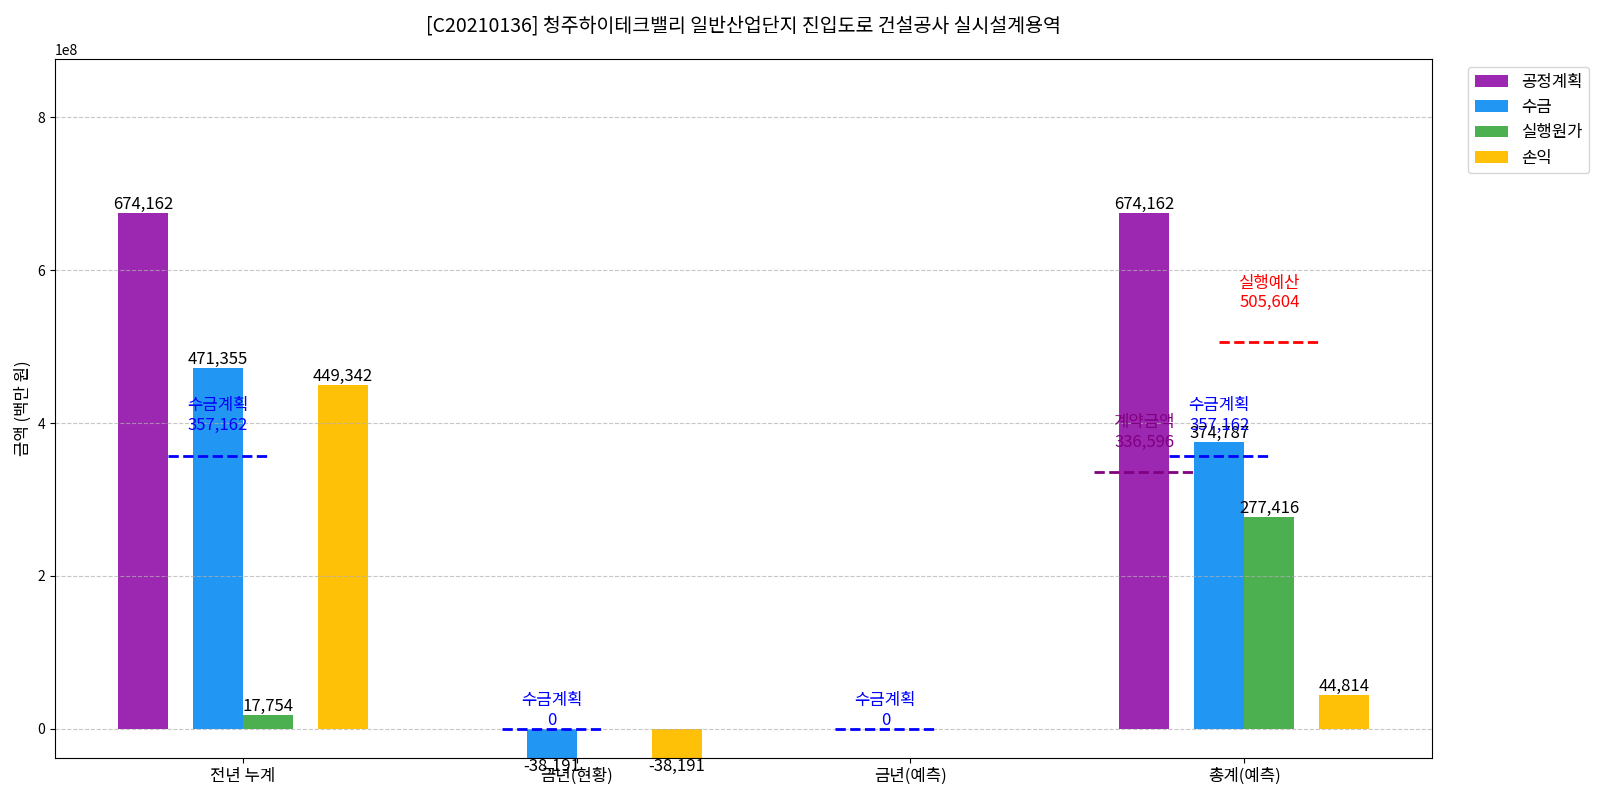 [C20210136] 청주하이테크밸리 일반산업단지 진입도로 건설공사 실시설계용역
1e8
공정계획
수금
실행원가
손익
금액 (백만 원)
8
6
4
2
0
674,162
471,355
수금계획
357,162
17,754
449,342
수금계획
0
-38,191
-38,191
수금계획
0
674,162
계약금액
336,596
수금계획
357,162
374,787
실행예산
505,604
277,416
44,814
전년 누계
금년(현황)
금년(예측)
총계(예측)